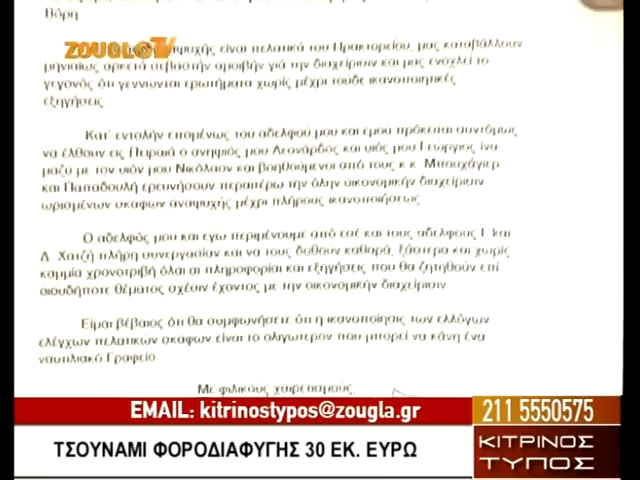 Βόρη
ZOUGLA TV
αναψυχής είναι πελατικά του Πρακτορείου, μας καταβάλλουν
μηνιαίως αρκετά σεβαστήν αμοιβήν γιά την διαχείρισιν και μας ενοχλεί το
γεγονός ότι γεννώνται ερωτήματα χωρίς μέχρι τούδε ικανοποιητικές
εξηγήσεις
Κατ' εντολήν επομένως του αδελφού μου και εμού πρόκειται συντόμως
να έλθουν εις Πειραιά ο ανηψιός μου Λεονάρδος και υιός μου Γεώργιος ίνα
μαζύ με τον υιόν μου Νικόλαον και βοηθούμενοι από τους κ.κ. Μπουχάγιερ
και Παπαδουλή ερευνήσουν περαιτέρω την όλην οικονομικήν διαχείρισιν
ωρισμένων σκαφών αναψυχής μέχρι πλήρους ικανοποιήσεως
Ο αδελφός μου και εγώ περιμένουμε από εσέ και τους αδελφούς Γ. και
Δ. Χατζή πλήρη συνεργασίαν και να τους δοθούν καθαρά, ξάστερα και χωρίς
καμμία χρονοτριβή όλαι αι πληροφορίαι και εξηγήσεις που θα ζητηθούν επί
οιουδήποτε θέματος σχέσιν έχοντος με την οικονομικήν διαχείρισιν
Είμαι βέβαιος ότι θα συμφωνήσετε ότι η ικανοποίησις των ευλόγων
ελέγχων πελατικών σκαφών είναι το ολιγώτερον που μπορεί να κάνη ένα
ναυτιλιακό Γραφείο
Με φιλικούς χαιρετισμούς,
EMAIL: kitrinostypos@zougla.gr
211 5550575
ΤΣΟΥΝΑΜΙ ΦΟΡΟΔΙΑΦΥΓΗΣ 30 ΕΚ. ΕΥΡΩ
ΚΙΤΡΙΝΟΣ
ΤΥΠΟΣ